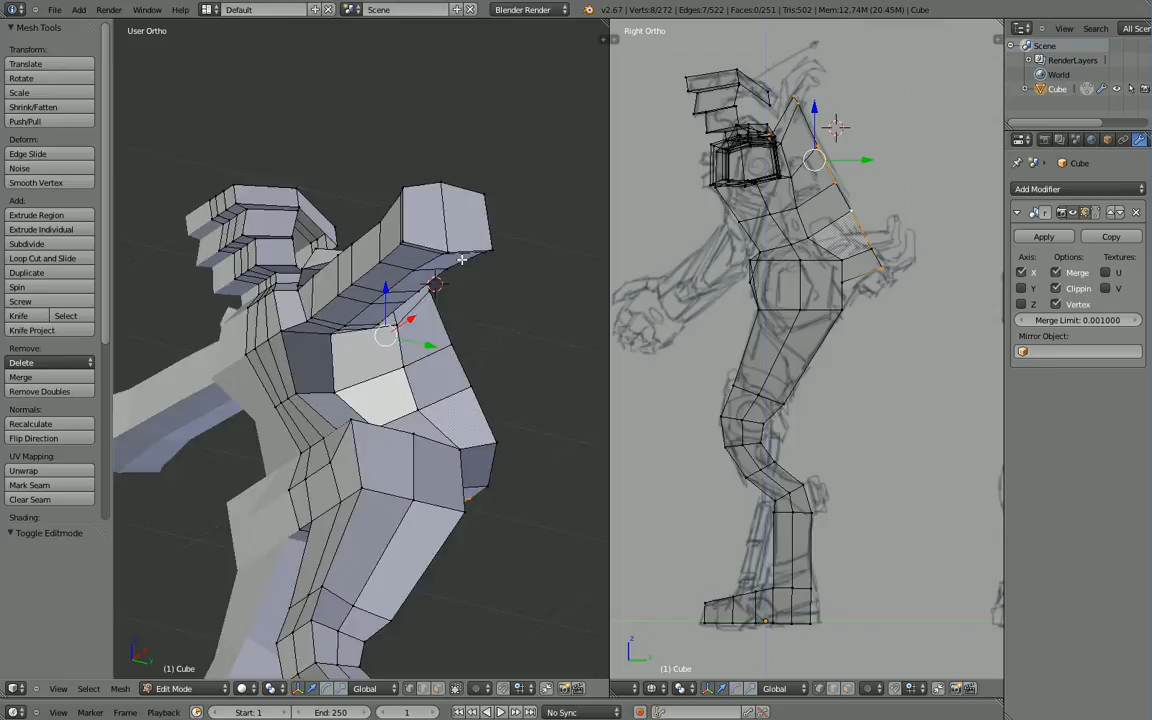 File Add Render Window Help Default Scene Blender Render v2.67 | Verts:8/272 | Edges:7/522 | Faces:0/251 | Tris:502 | Mem:12.74M (20.45M) | Cube
Mesh Tools
Transform:
Translate
Rotate
Scale
Shrink/Fatten
Push/Pull
Deform:
Edge Slide
Noise
Smooth Vertex
Add:
Extrude Region
Extrude Individual
Subdivide
Loop Cut and Slide
Duplicate
Spin
Screw
Knife Select
Knife Project
Remove:
Delete
Merge
Remove Doubles
Normals:
Recalculate
Flip Direction
UV Mapping:
Unwrap
Mark Seam
Clear Seam
Shading:
Toggle Editmode
User Ortho
(1) Cube
Right Ortho
(1) Cube
View Search All Scen
Scene
RenderLayers
World
Cube
Cube
Add Modifier
Apply Copy
Axis: Options: Textures:
X Merge U
Y Clippin V
Z Vertex
Merge Limit: 0.001000
Mirror Object:
View Select Mesh Edit Mode Global
Global
View Marker Frame Playback Start: 1 End: 250 1 No Sync